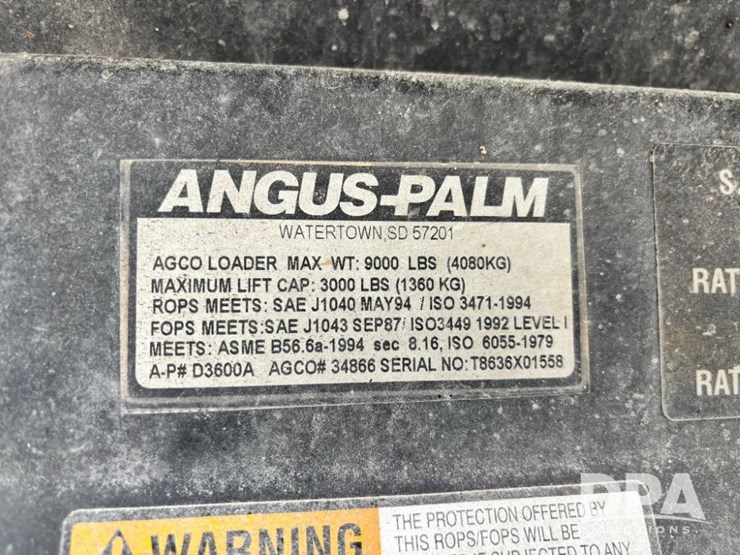 ANGUS-PALM
WATERTOWN,SD 57201
AGCO LOADER MAX WT: 9000 LBS (4080KG)
MAXIMUM LIFT CAP: 3000 LBS (1360 KG)
ROPS MEETS: SAE J1040 MAY94 / ISO 3471-1994
FOPS MEETS:SAE J1043 SEP87/ ISO3449 1992 LEVEL I
MEETS: ASME B56.6a-1994 sec 8.16, ISO 6055-1979
A-P# D3600A AGCO# 34866 SERIAL NO:T8636X01558
RAT
RAT
WARNING
THE PROTECTION OFFERED BY
THIS ROPS/FOPS WILL BE
SUBJECTED TO ANY
DPA